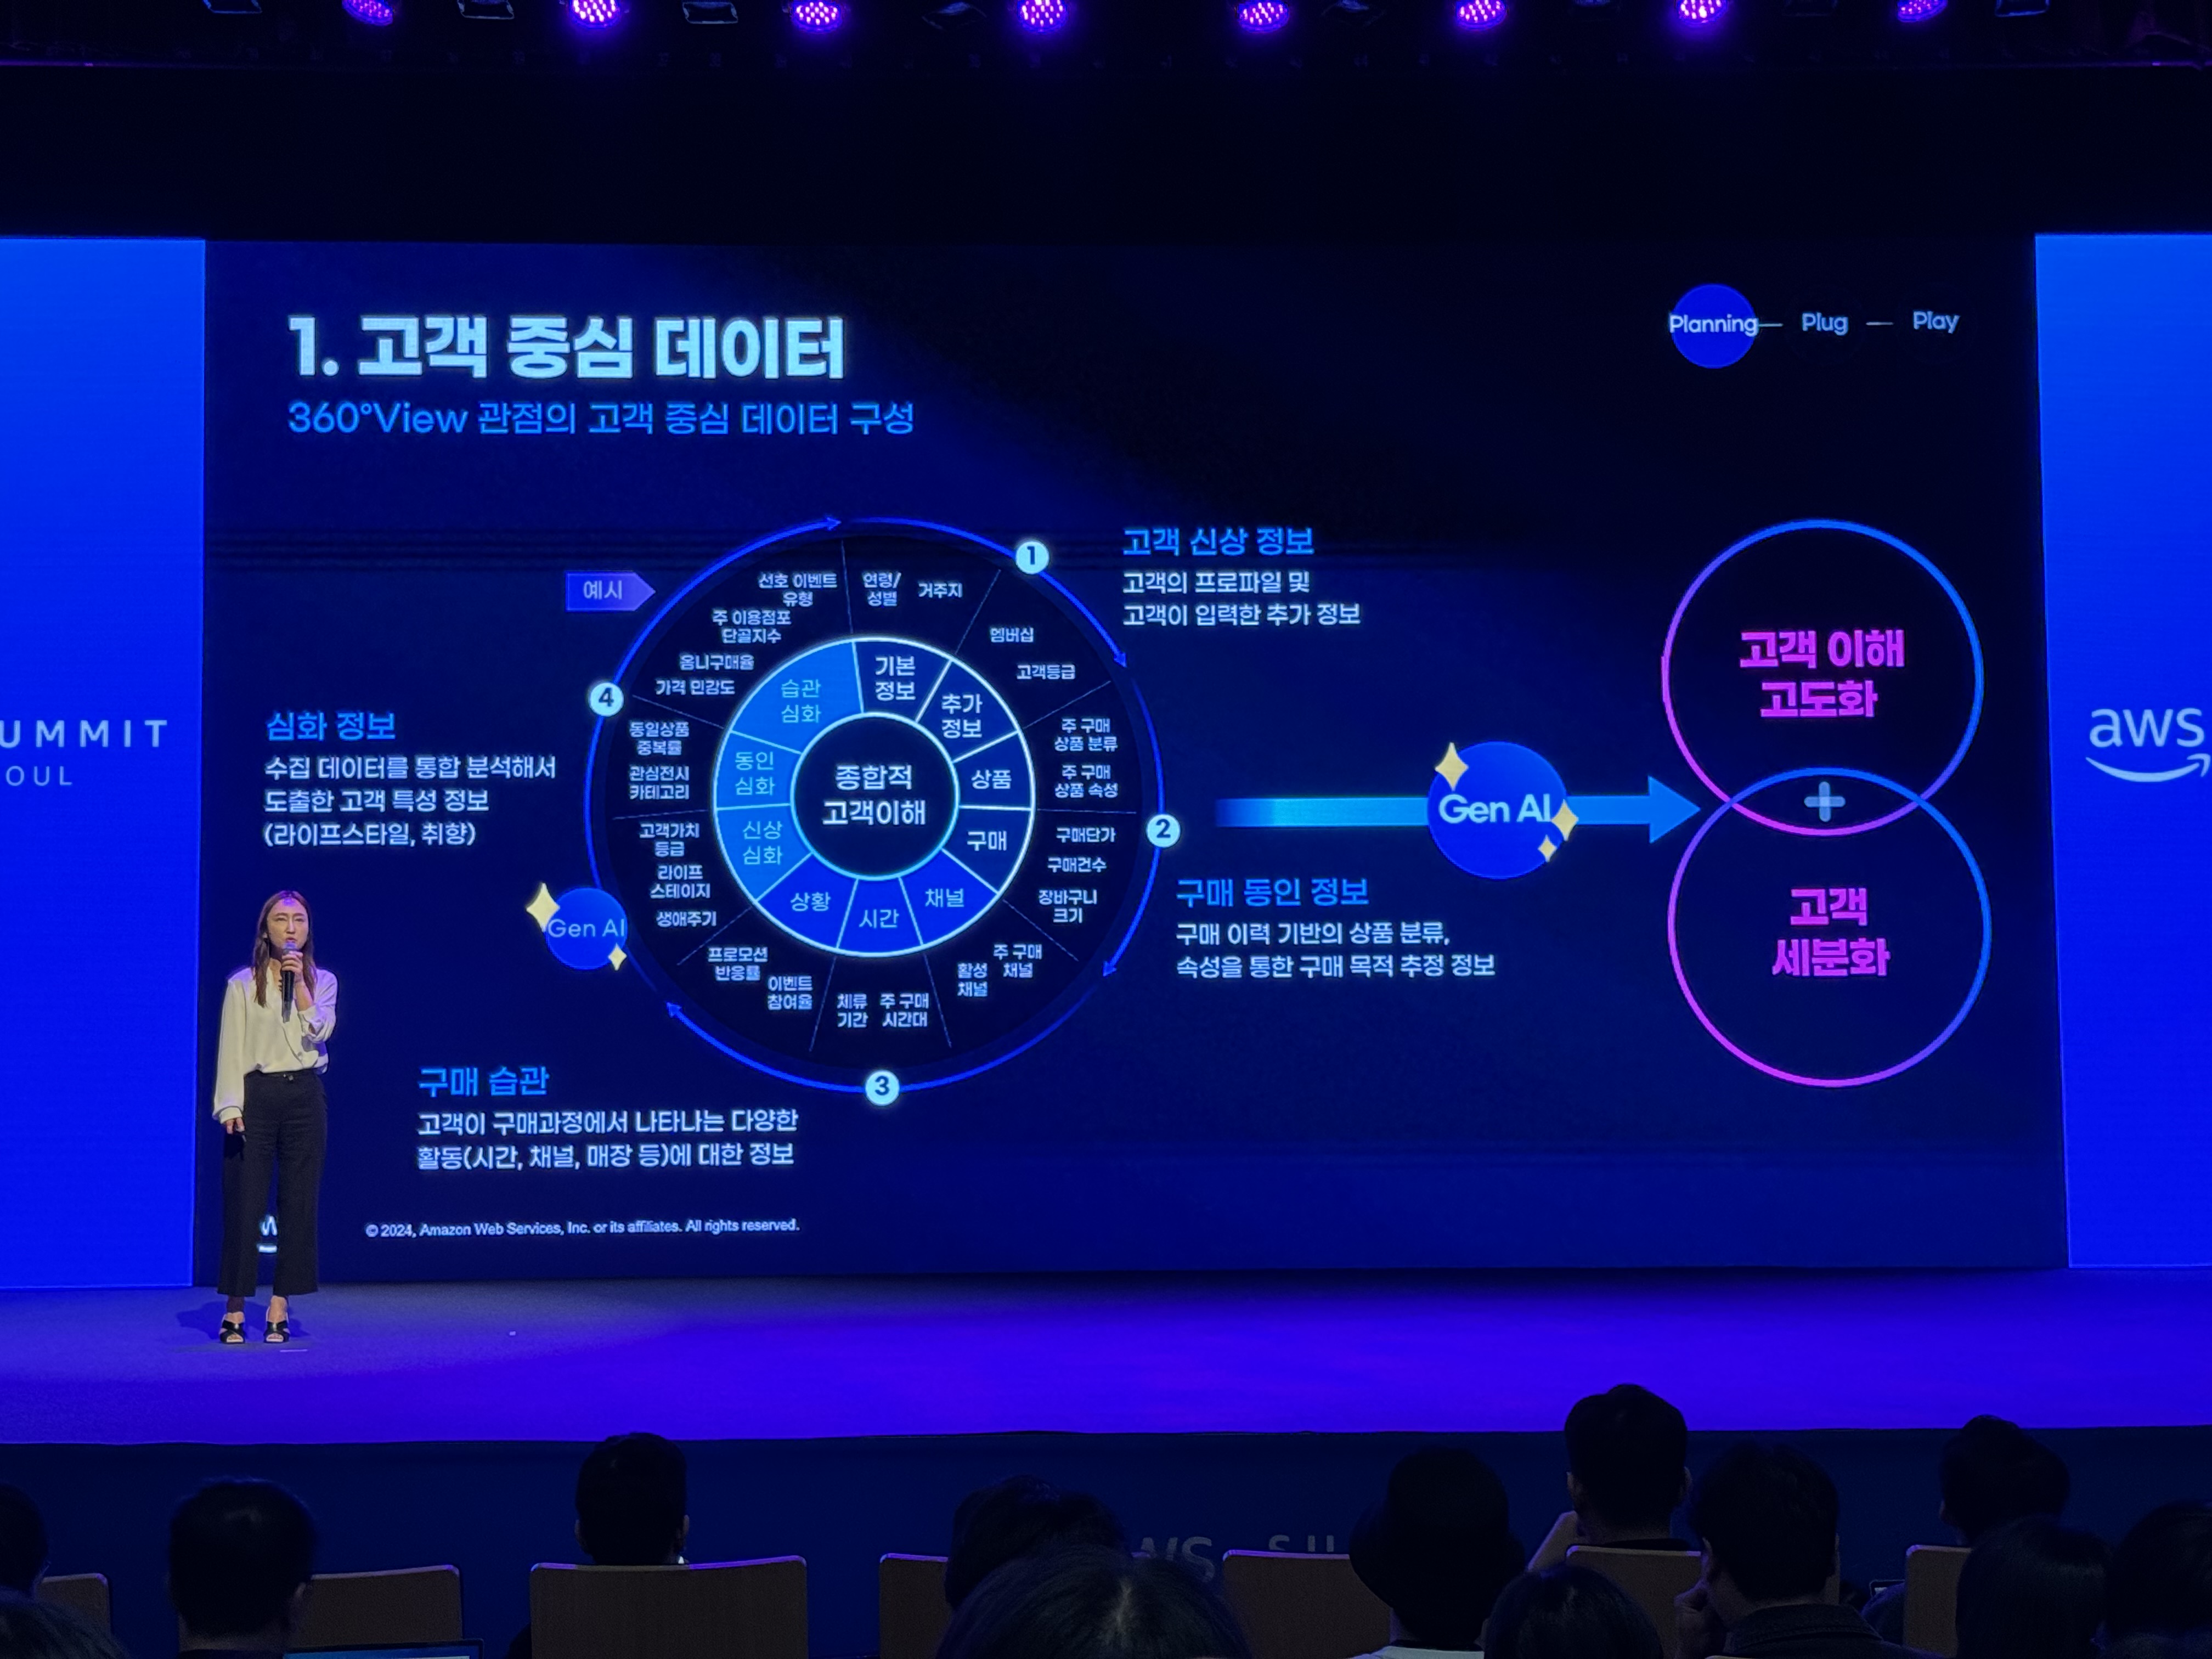 1. 고객 중심 데이터
360°View 관점의 고객 중심 데이터 구성
Planning — Plug — Play
예시
1
고객 신상 정보
고객의 프로파일 및
고객이 입력한 추가 정보
2
구매 동인 정보
구매 이력 기반의 상품 분류,
속성을 통한 구매 목적 추정 정보
3
구매 습관
고객이 구매과정에서 나타나는 다양한
활동(시간, 채널, 매장 등)에 대한 정보
4
심화 정보
수집 데이터를 통합 분석해서
도출한 고객 특성 정보
(라이프스타일, 취향)
Gen AI
종합적
고객이해
기본
정보
추가
정보
상품
구매
채널
시간
상황
신상
심화
동인
심화
습관
심화
연령/
성별
거주지
멤버십
고객등급
주 구매
상품 분류
주 구매
상품 속성
구매단가
구매건수
장바구니
크기
주 구매
채널
활성
채널
주 구매
시간대
체류
기간
이벤트
참여율
프로모션
반응률
생애주기
라이프
스테이지
고객가치
등급
관심전시
카테고리
동일상품
중복률
가격 민감도
옴니구매율
주 이용점포
단골지수
선호 이벤트
유형
Gen AI
고객 이해
고도화
+
고객
세분화
© 2024, Amazon Web Services, Inc. or its affiliates. All rights reserved.
UMMIT
OUL
aws